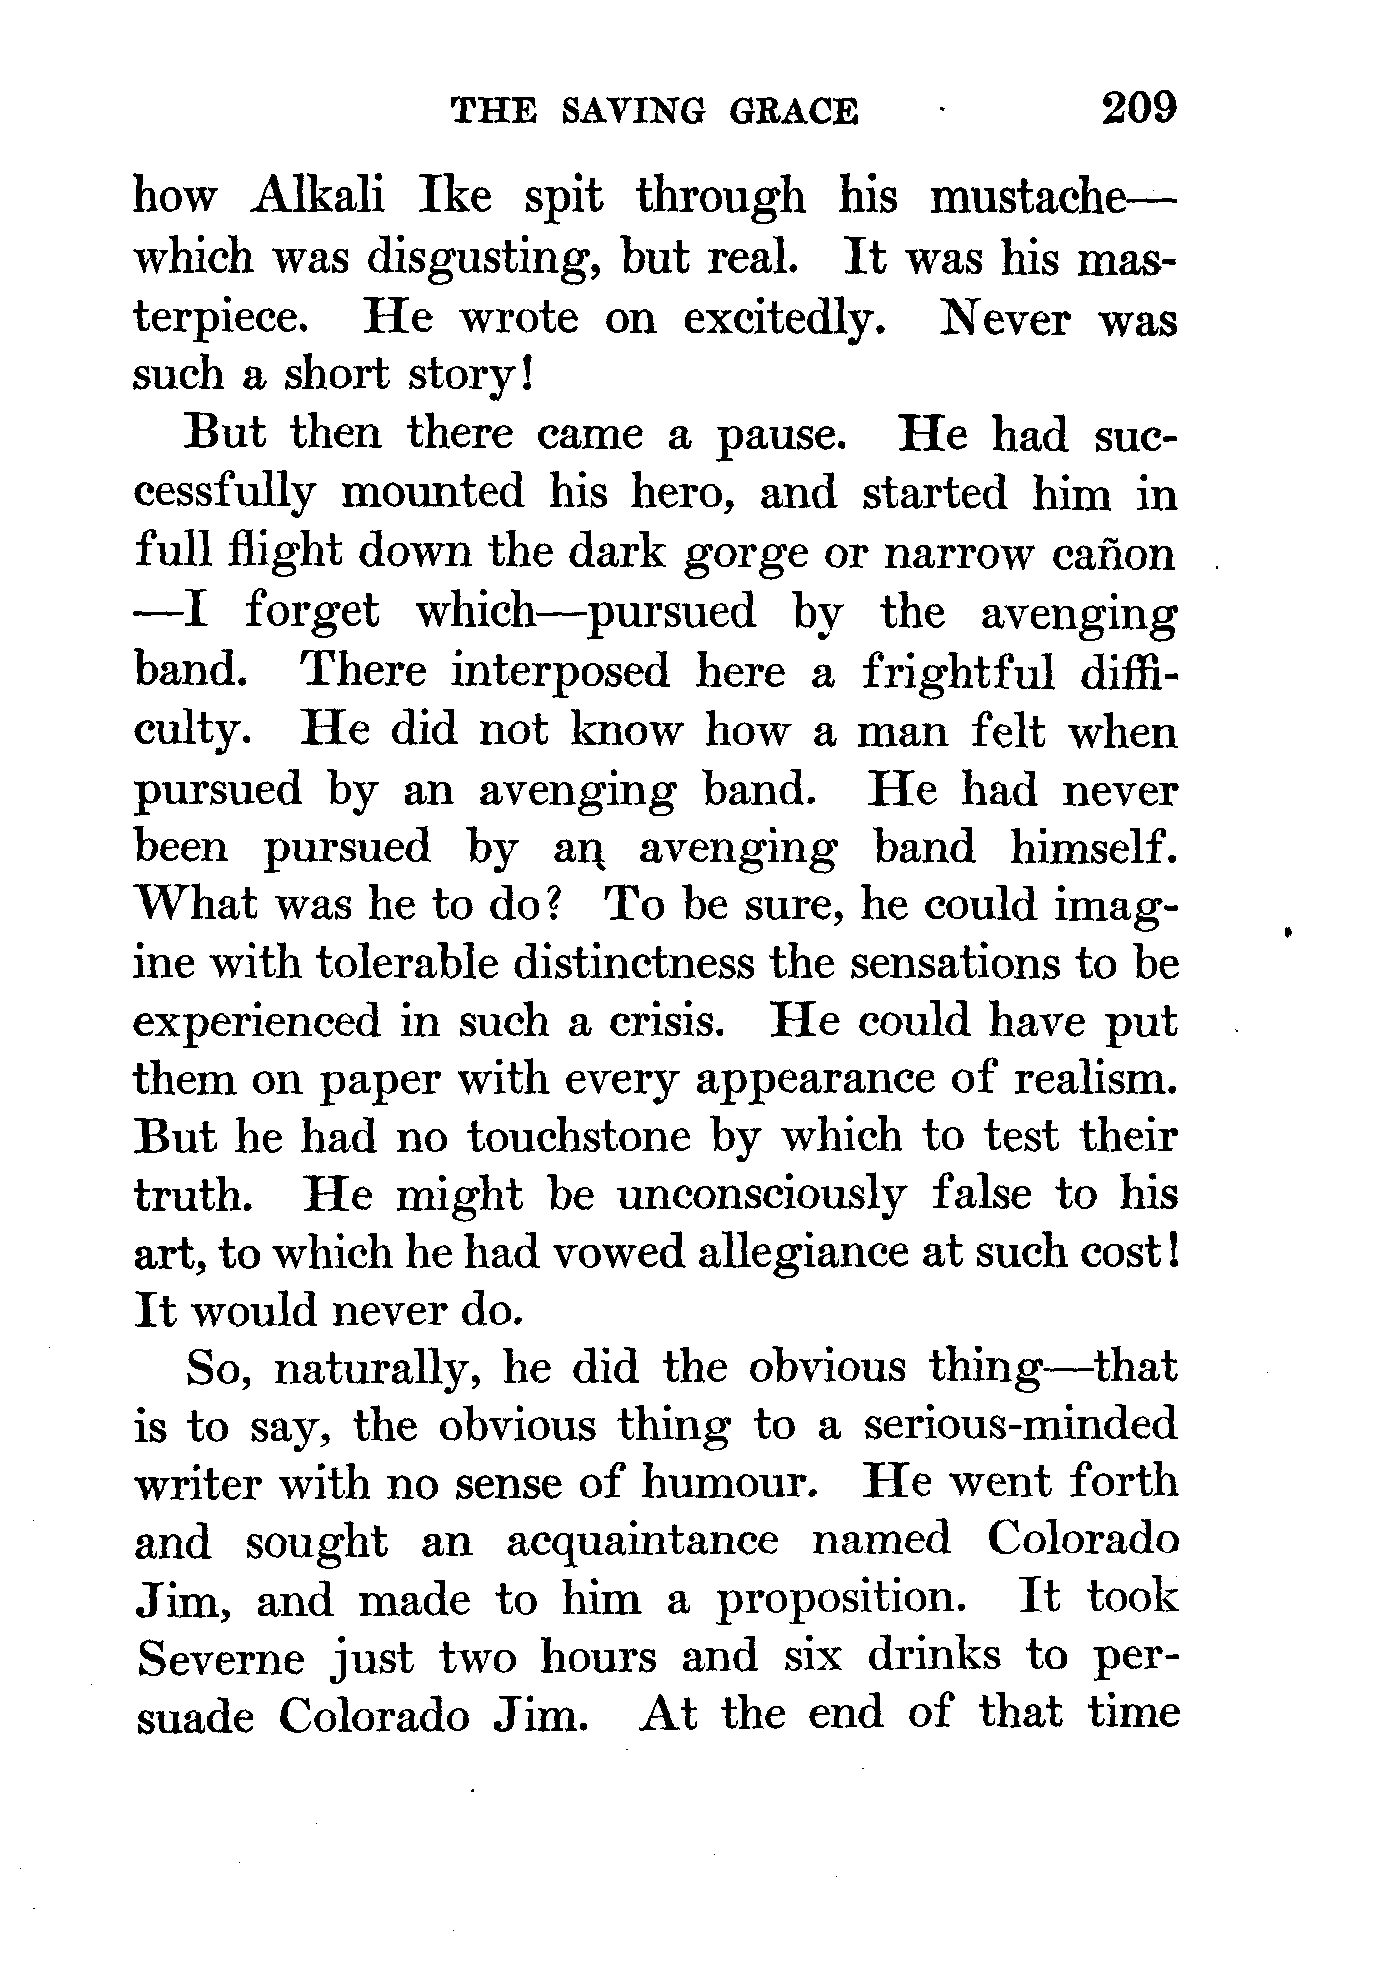 THE SAVING GRACE 209
how Alkali Ike spit through his mustache—
which was disgusting, but real. It was his mas-
terpiece. He wrote on excitedly. Never was
such a short story!
But then there came a pause. He had suc-
cessfully mounted his hero, and started him in
full flight down the dark gorge or narrow cañon
—I forget which—pursued by the avenging
band. There interposed here a frightful diffi-
culty. He did not know how a man felt when
pursued by an avenging band. He had never
been pursued by an avenging band himself.
What was he to do? To be sure, he could imag-
ine with tolerable distinctness the sensations to be
experienced in such a crisis. He could have put
them on paper with every appearance of realism.
But he had no touchstone by which to test their
truth. He might be unconsciously false to his
art, to which he had vowed allegiance at such cost!
It would never do.
So, naturally, he did the obvious thing—that
is to say, the obvious thing to a serious-minded
writer with no sense of humour. He went forth
and sought an acquaintance named Colorado
Jim, and made to him a proposition. It took
Severne just two hours and six drinks to per-
suade Colorado Jim. At the end of that time